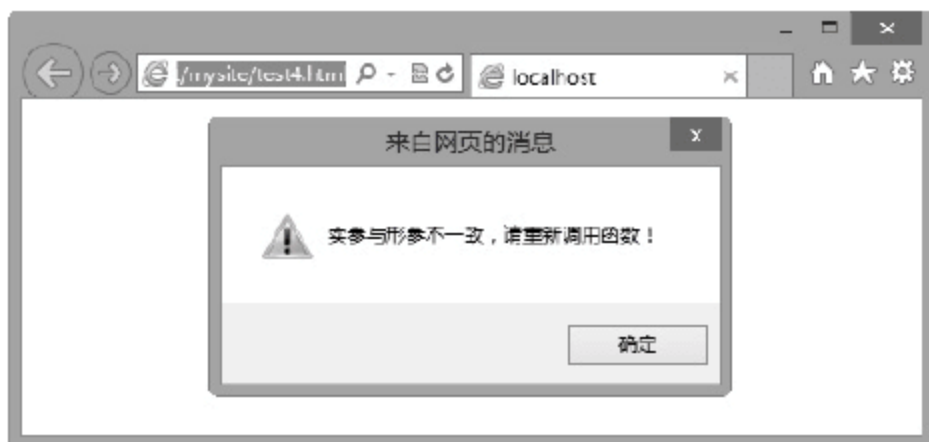 /mysite/test4.htm
localhost
来自网页的消息
实参与形参不一致，请重新调用函数！
确定